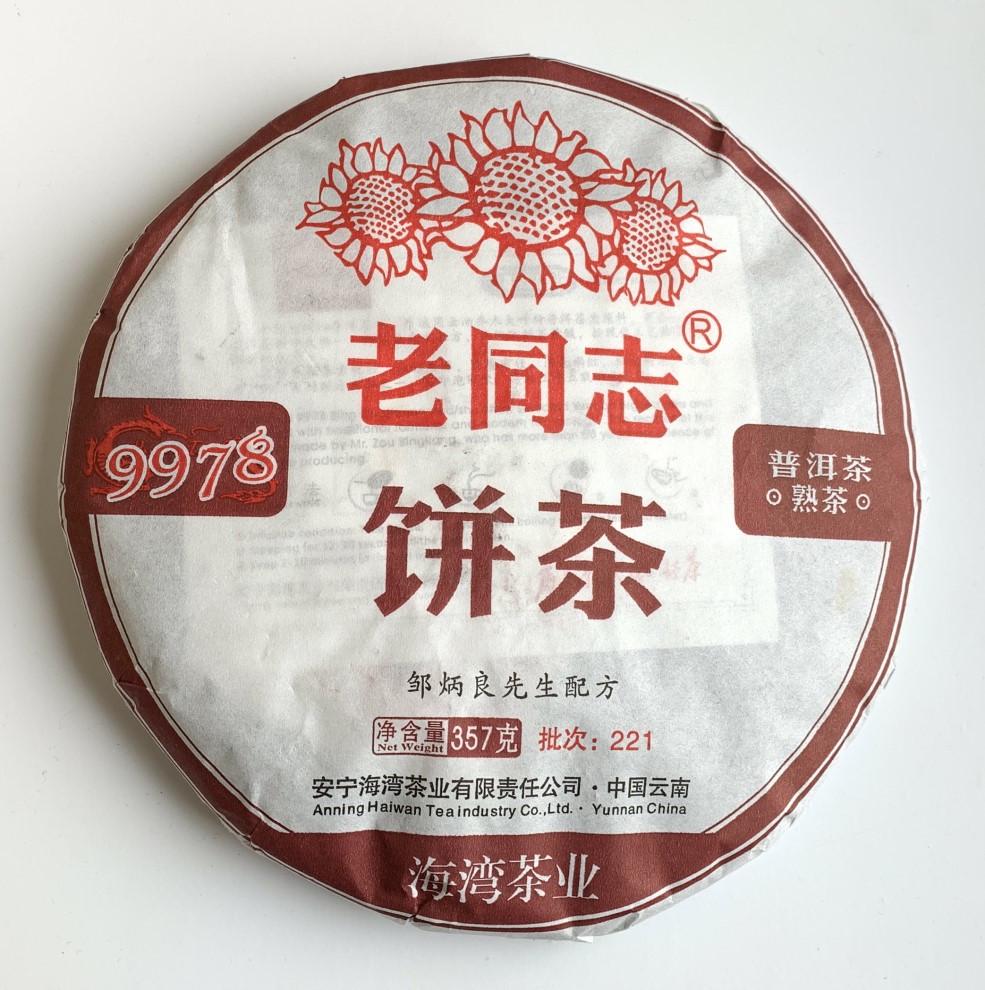 老同志®
9978
普洱茶
熟茶
饼茶
邹炳良先生配方
净含量
Net Weight
357克
批次：221
安宁海湾茶业有限责任公司·中国云南
Anning Haiwan Tea industry Co.,Ltd. · Yunnan China
海湾茶业